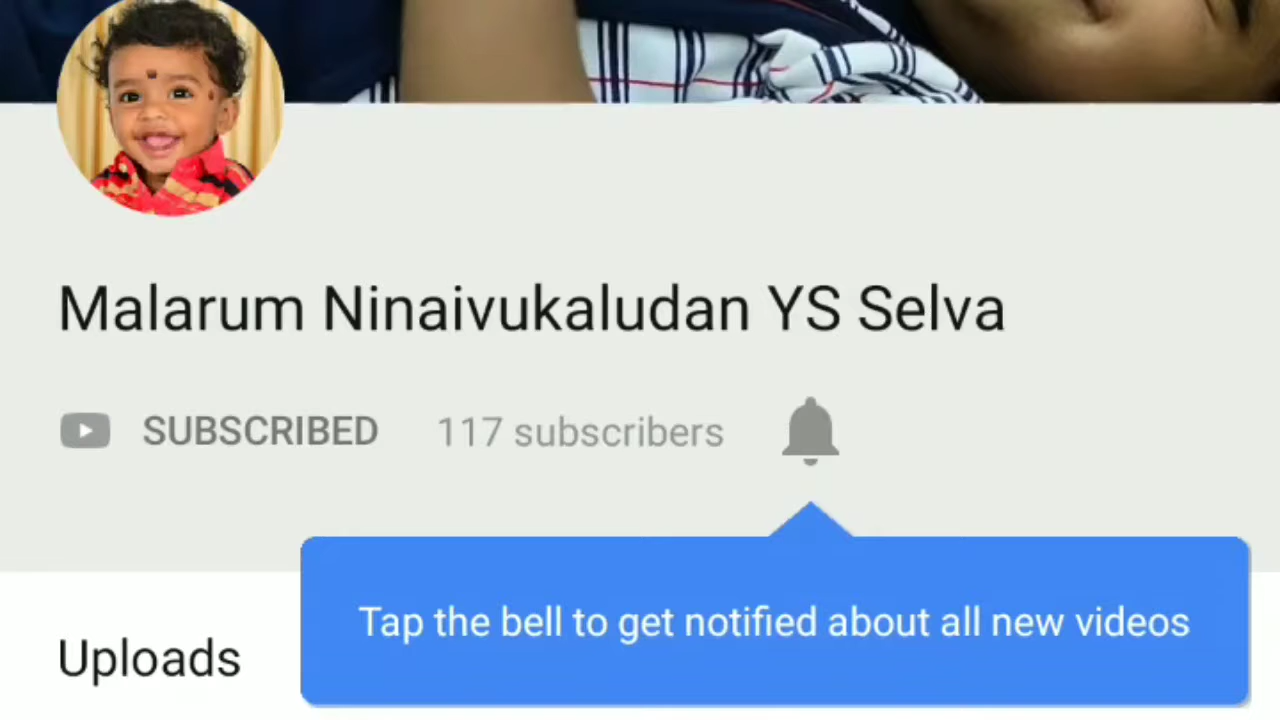 Malarum Ninaivukaludan YS Selva
SUBSCRIBED 117 subscribers
Tap the bell to get notified about all new videos
Uploads